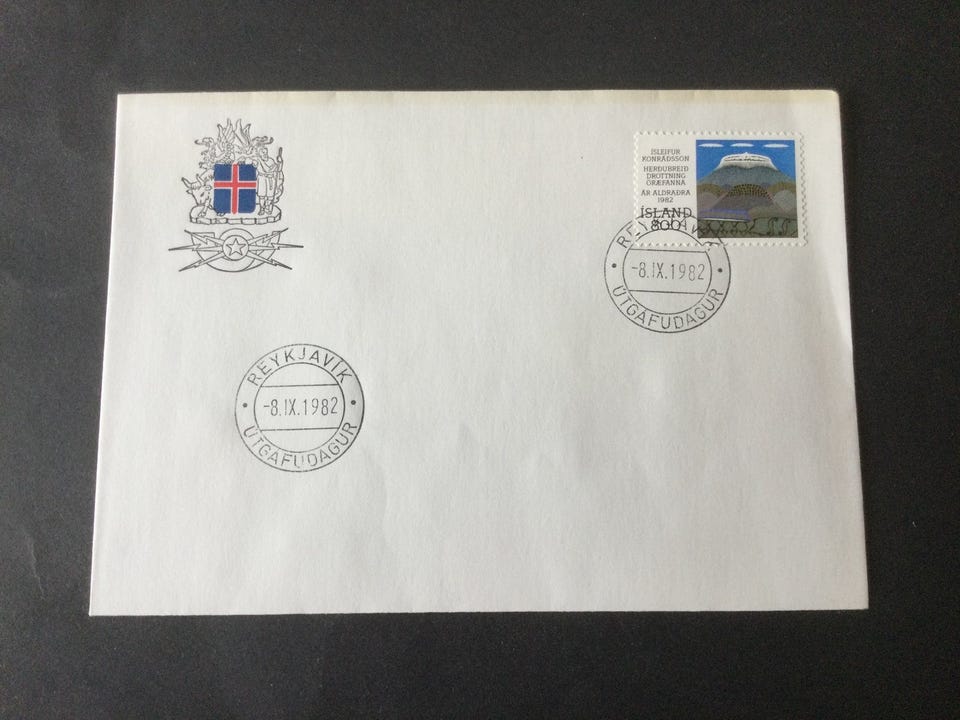 ÍSLEIFUR
KONRÁÐSSON
HERÐUBREIÐ
DROTTNING
ÖRÆFANNA
ÁR ALDRAÐRA
1982
ÍSLAND
800
REYKJAVÍK
-8.IX.1982
ÚTGÁFUDAGUR
REYKJAVÍK
-8.IX.1982
ÚTGÁFUDAGUR